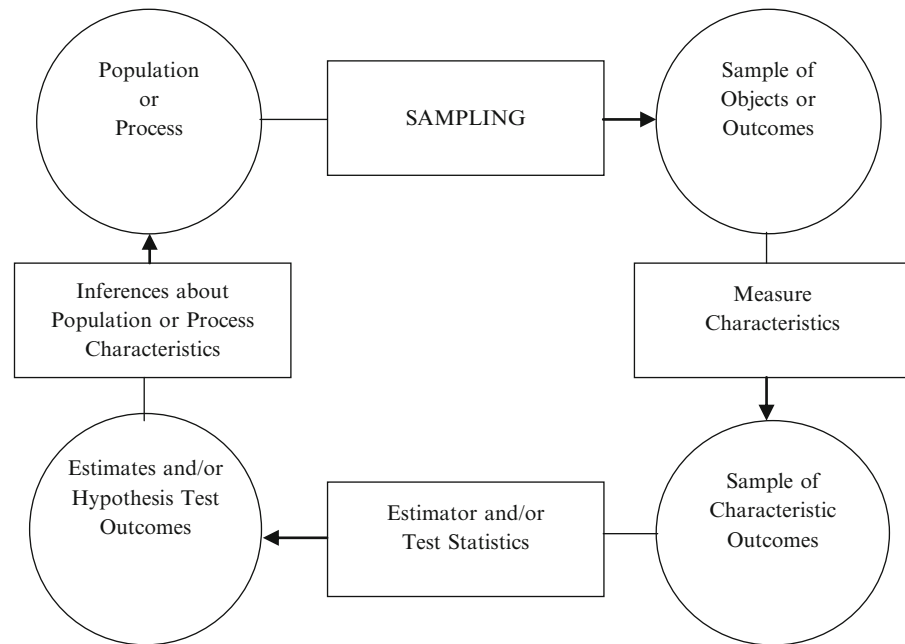 Population
or
Process
SAMPLING
Sample of
Objects or
Outcomes
Inferences about
Population or Process
Characteristics
Measure
Characteristics
Estimates and/or
Hypothesis Test
Outcomes
Estimator and/or
Test Statistics
Sample of
Characteristic
Outcomes